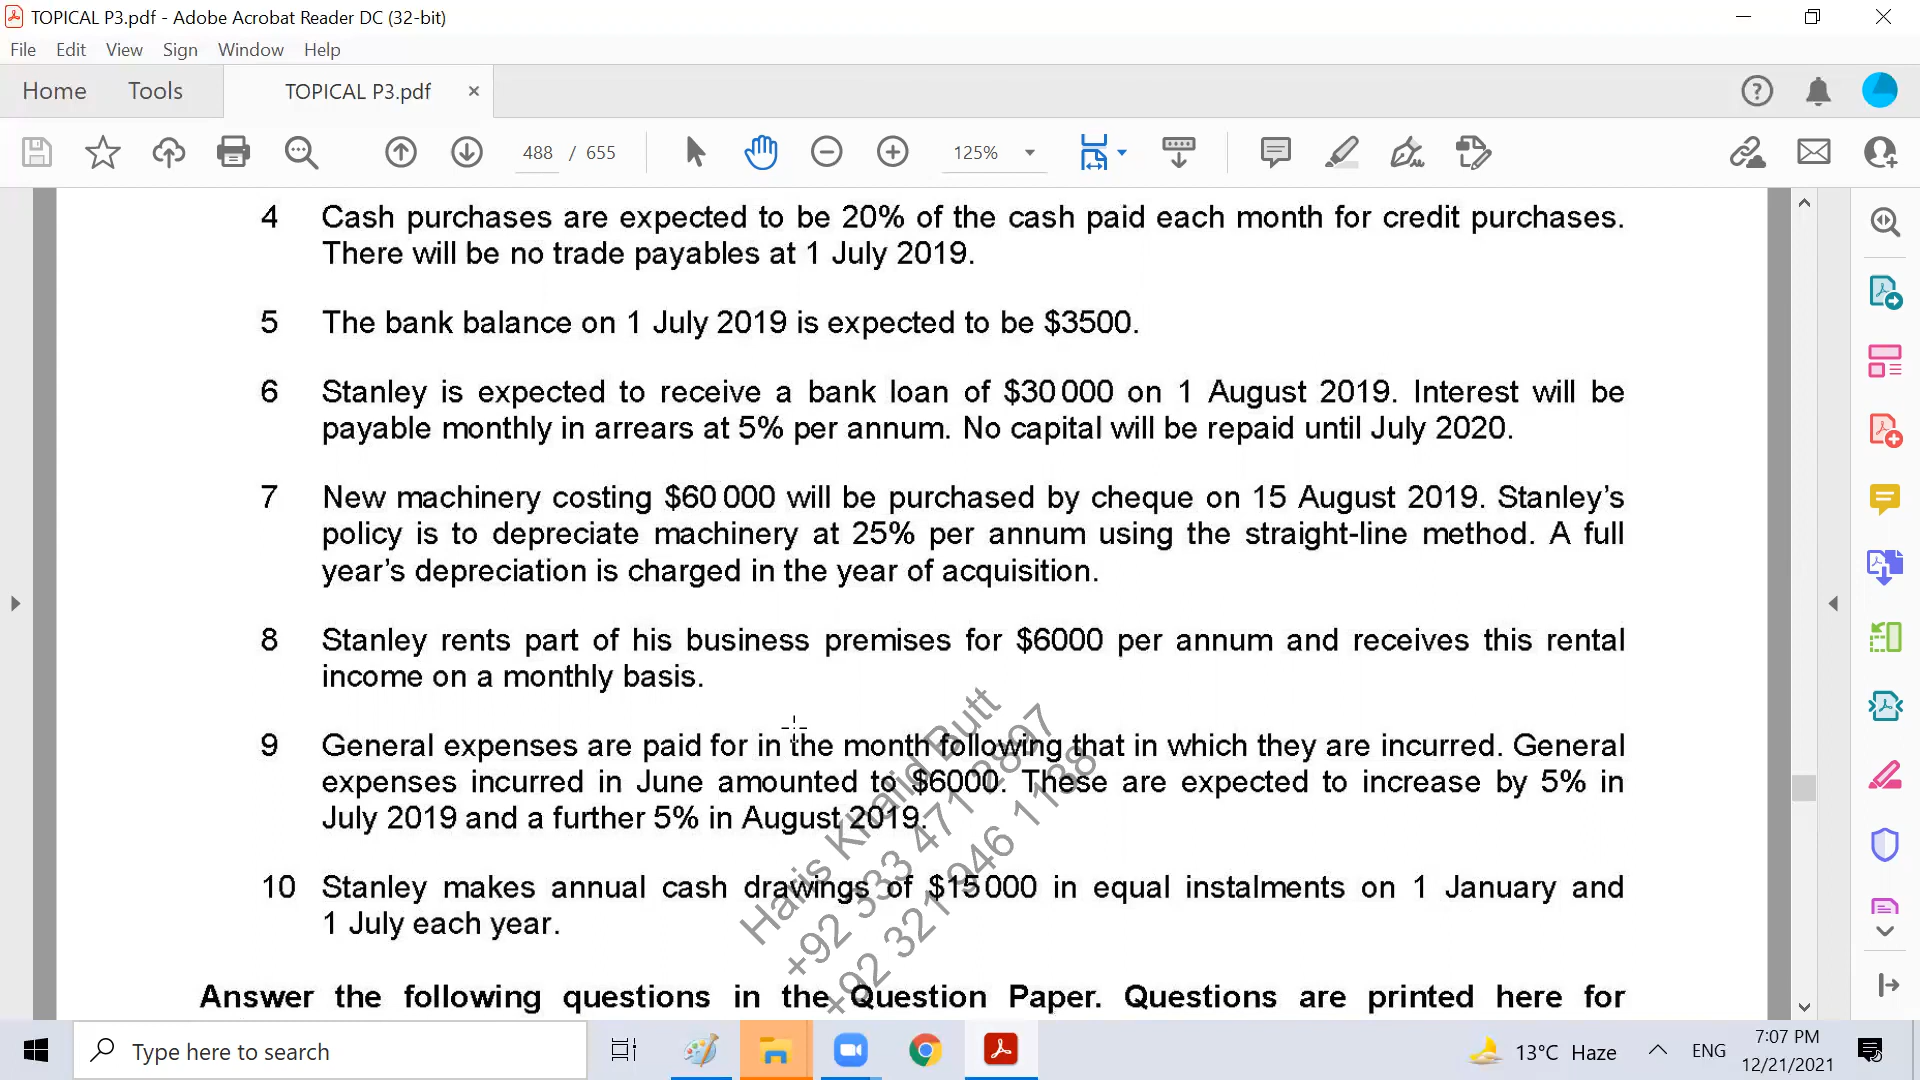 TOPICAL P3.pdf - Adobe Acrobat Reader DC (32-bit)
File Edit View Sign Window Help
Home Tools TOPICAL P3.pdf
488 / 655 125%
4 Cash purchases are expected to be 20% of the cash paid each month for credit purchases.
There will be no trade payables at 1 July 2019.
5 The bank balance on 1 July 2019 is expected to be $3500.
6 Stanley is expected to receive a bank loan of $30 000 on 1 August 2019. Interest will be
payable monthly in arrears at 5% per annum. No capital will be repaid until July 2020.
7 New machinery costing $60 000 will be purchased by cheque on 15 August 2019. Stanley's
policy is to depreciate machinery at 25% per annum using the straight-line method. A full
year's depreciation is charged in the year of acquisition.
8 Stanley rents part of his business premises for $6000 per annum and receives this rental
income on a monthly basis.
9 General expenses are paid for in the month following that in which they are incurred. General
expenses incurred in June amounted to $6000. These are expected to increase by 5% in
July 2019 and a further 5% in August 2019.
10 Stanley makes annual cash drawings of $15 000 in equal instalments on 1 January and
1 July each year.
Answer the following questions in the Question Paper. Questions are printed here for
Haris Khalid Butt
+92 333 471 2897
+92 321 946 1138
Type here to search
13°C Haze
ENG
7:07 PM
12/21/2021